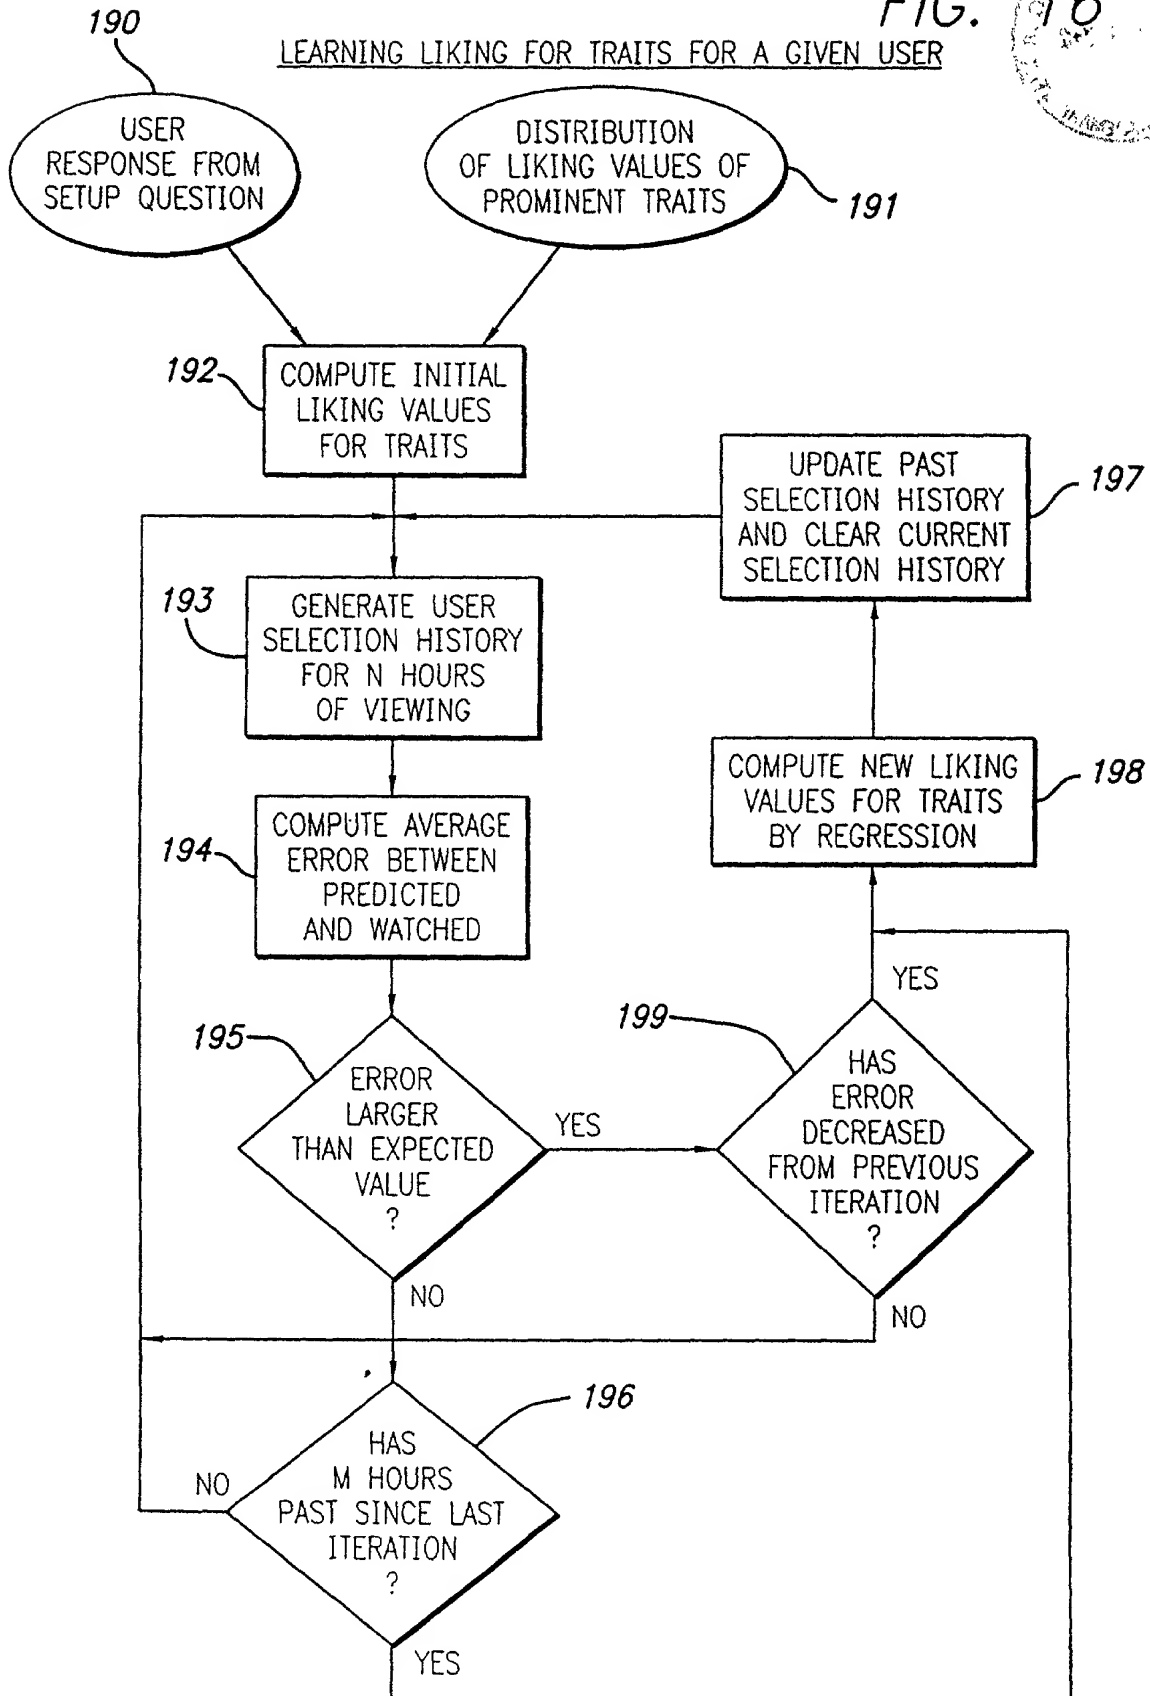 FIG. 16
190
LEARNING LIKING FOR TRAITS FOR A GIVEN USER
USER
RESPONSE FROM
SETUP QUESTION
DISTRIBUTION
OF LIKING VALUES OF
PROMINENT TRAITS
191
192
COMPUTE INITIAL
LIKING VALUES
FOR TRAITS
UPDATE PAST
SELECTION HISTORY
AND CLEAR CURRENT
SELECTION HISTORY
197
193
GENERATE USER
SELECTION HISTORY
FOR N HOURS
OF VIEWING
COMPUTE NEW LIKING
VALUES FOR TRAITS
BY REGRESSION
198
194
COMPUTE AVERAGE
ERROR BETWEEN
PREDICTED
AND WATCHED
195
ERROR
LARGER
THAN EXPECTED
VALUE
?
YES
NO
199
YES
HAS
ERROR
DECREASED
FROM PREVIOUS
ITERATION
?
NO
196
HAS
M HOURS
PAST SINCE LAST
ITERATION
?
NO
YES